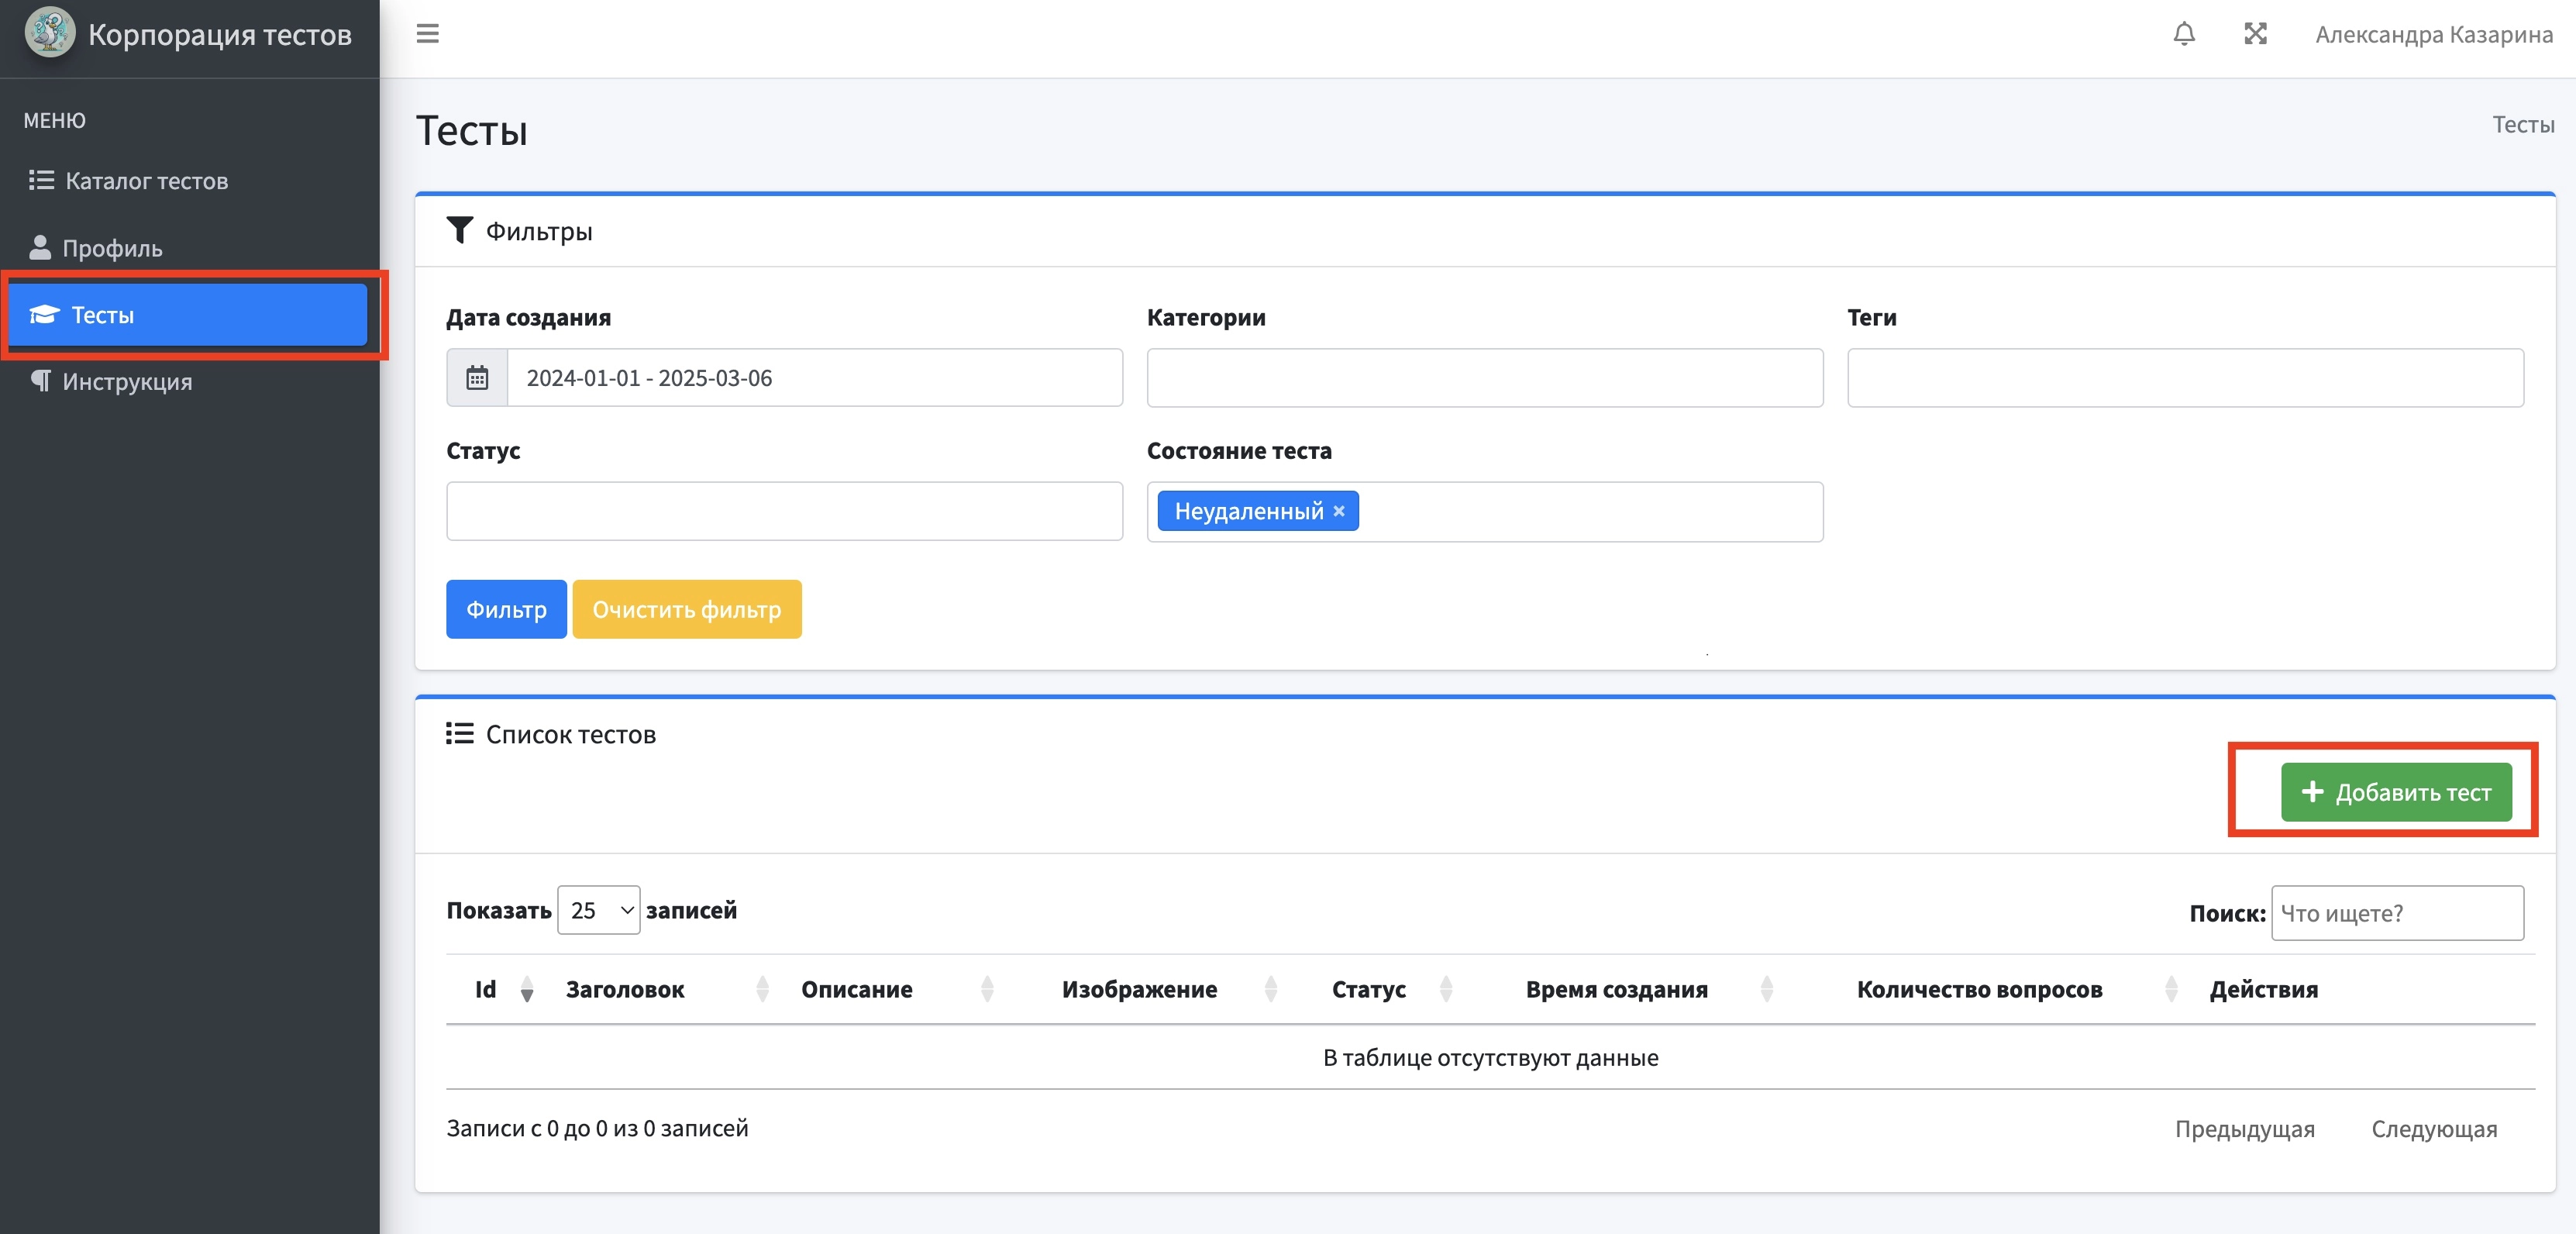 Корпорация тестов
Александра Казарина
МЕНЮ
Каталог тестов
Профиль
Тесты
Инструкция
Тесты
Тесты
Фильтры
Дата создания
Категории
Теги
2024-01-01 - 2025-03-06
Статус
Состояние теста
Неудаленный ×
Фильтр
Очистить фильтр
Список тестов
Добавить тест
Показать 25 записей
Поиск: Что ищете?
Id Заголовок Описание Изображение Статус Время создания Количество вопросов Действия
В таблице отсутствуют данные
Записи с 0 до 0 из 0 записей
Предыдущая Следующая